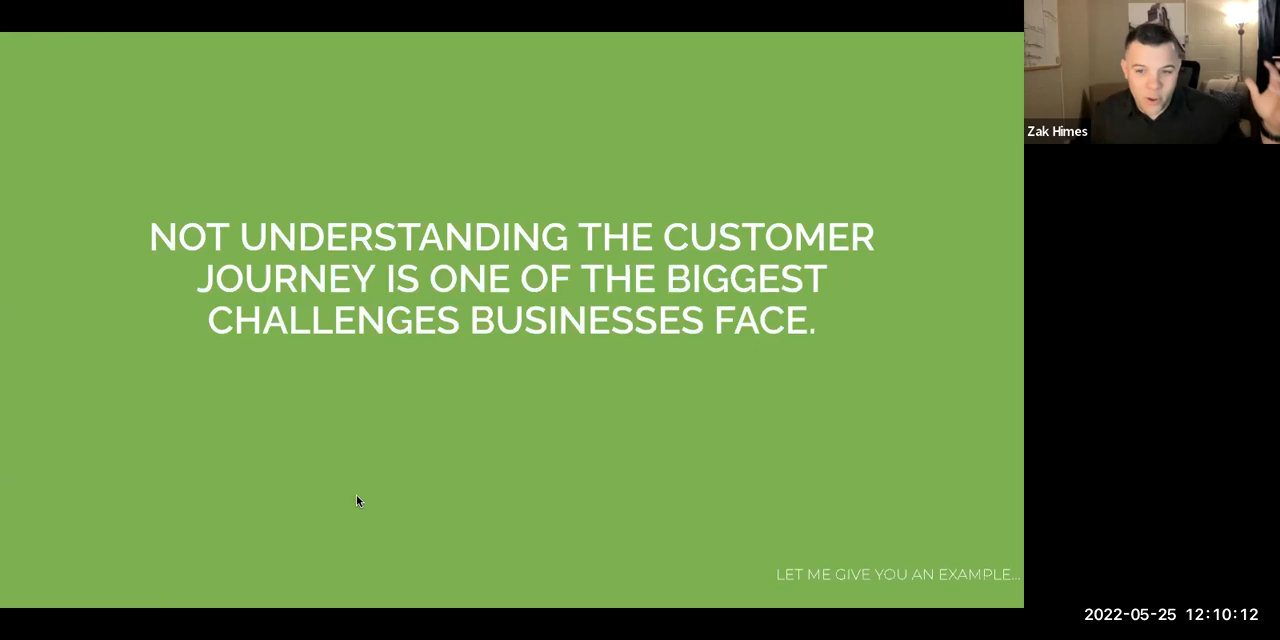 NOT UNDERSTANDING THE CUSTOMER
JOURNEY IS ONE OF THE BIGGEST
CHALLENGES BUSINESSES FACE.
LET ME GIVE YOU AN EXAMPLE...
Zak Himes
2022-05-25 12:10:12